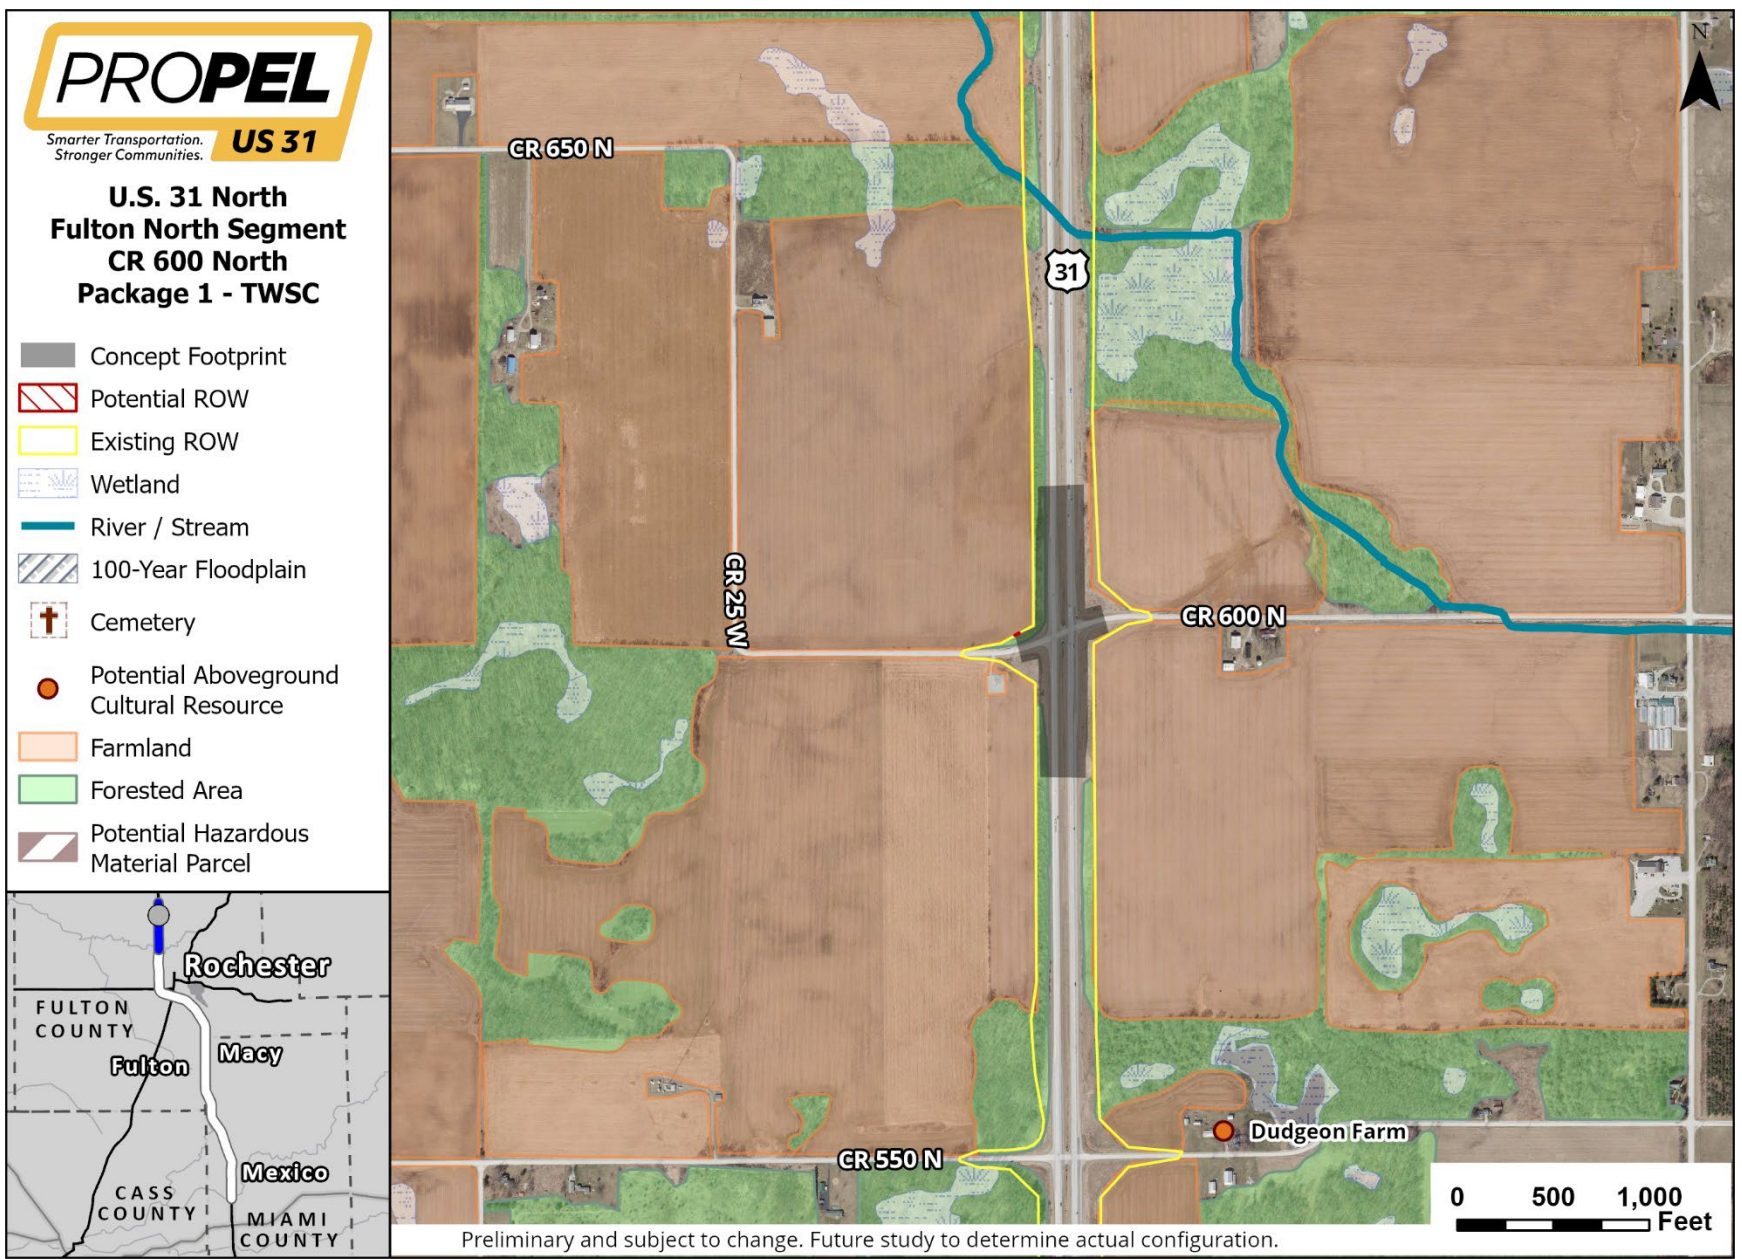 PROPEL
Smarter Transportation.
Stronger Communities.
US 31
U.S. 31 North
Fulton North Segment
CR 600 North
Package 1 - TWSC
Concept Footprint
Potential ROW
Existing ROW
Wetland
River / Stream
100-Year Floodplain
Cemetery
Potential Aboveground
Cultural Resource
Farmland
Forested Area
Potential Hazardous
Material Parcel
Rochester
FULTON
COUNTY
Fulton
Macy
Mexico
CASS
COUNTY
MIAMI
COUNTY
N
CR 650 N
31
CR 25 W
CR 600 N
Dudgeon Farm
CR 550 N
0 500 1,000
Feet
Preliminary and subject to change. Future study to determine actual configuration.